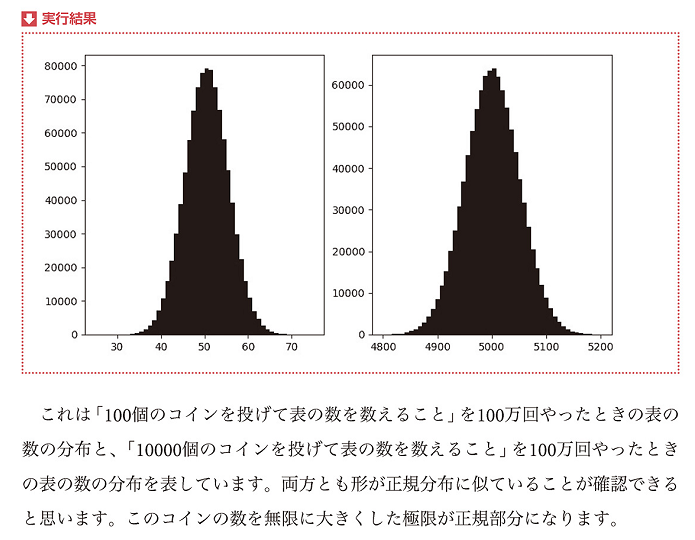 実行結果
80000
70000
60000
50000
40000
30000
20000
10000
0
30 40 50 60 70
60000
50000
40000
30000
20000
10000
0
4800 4900 5000 5100 5200
これは「100個のコインを投げて表の数を数えること」を100万回やったときの表の
数の分布と、「10000個のコインを投げて表の数を数えること」を100万回やったとき
の表の数の分布を表しています。両方とも形が正規分布に似ていることが確認できる
と思います。このコインの数を無限に大きくした極限が正規部分になります。